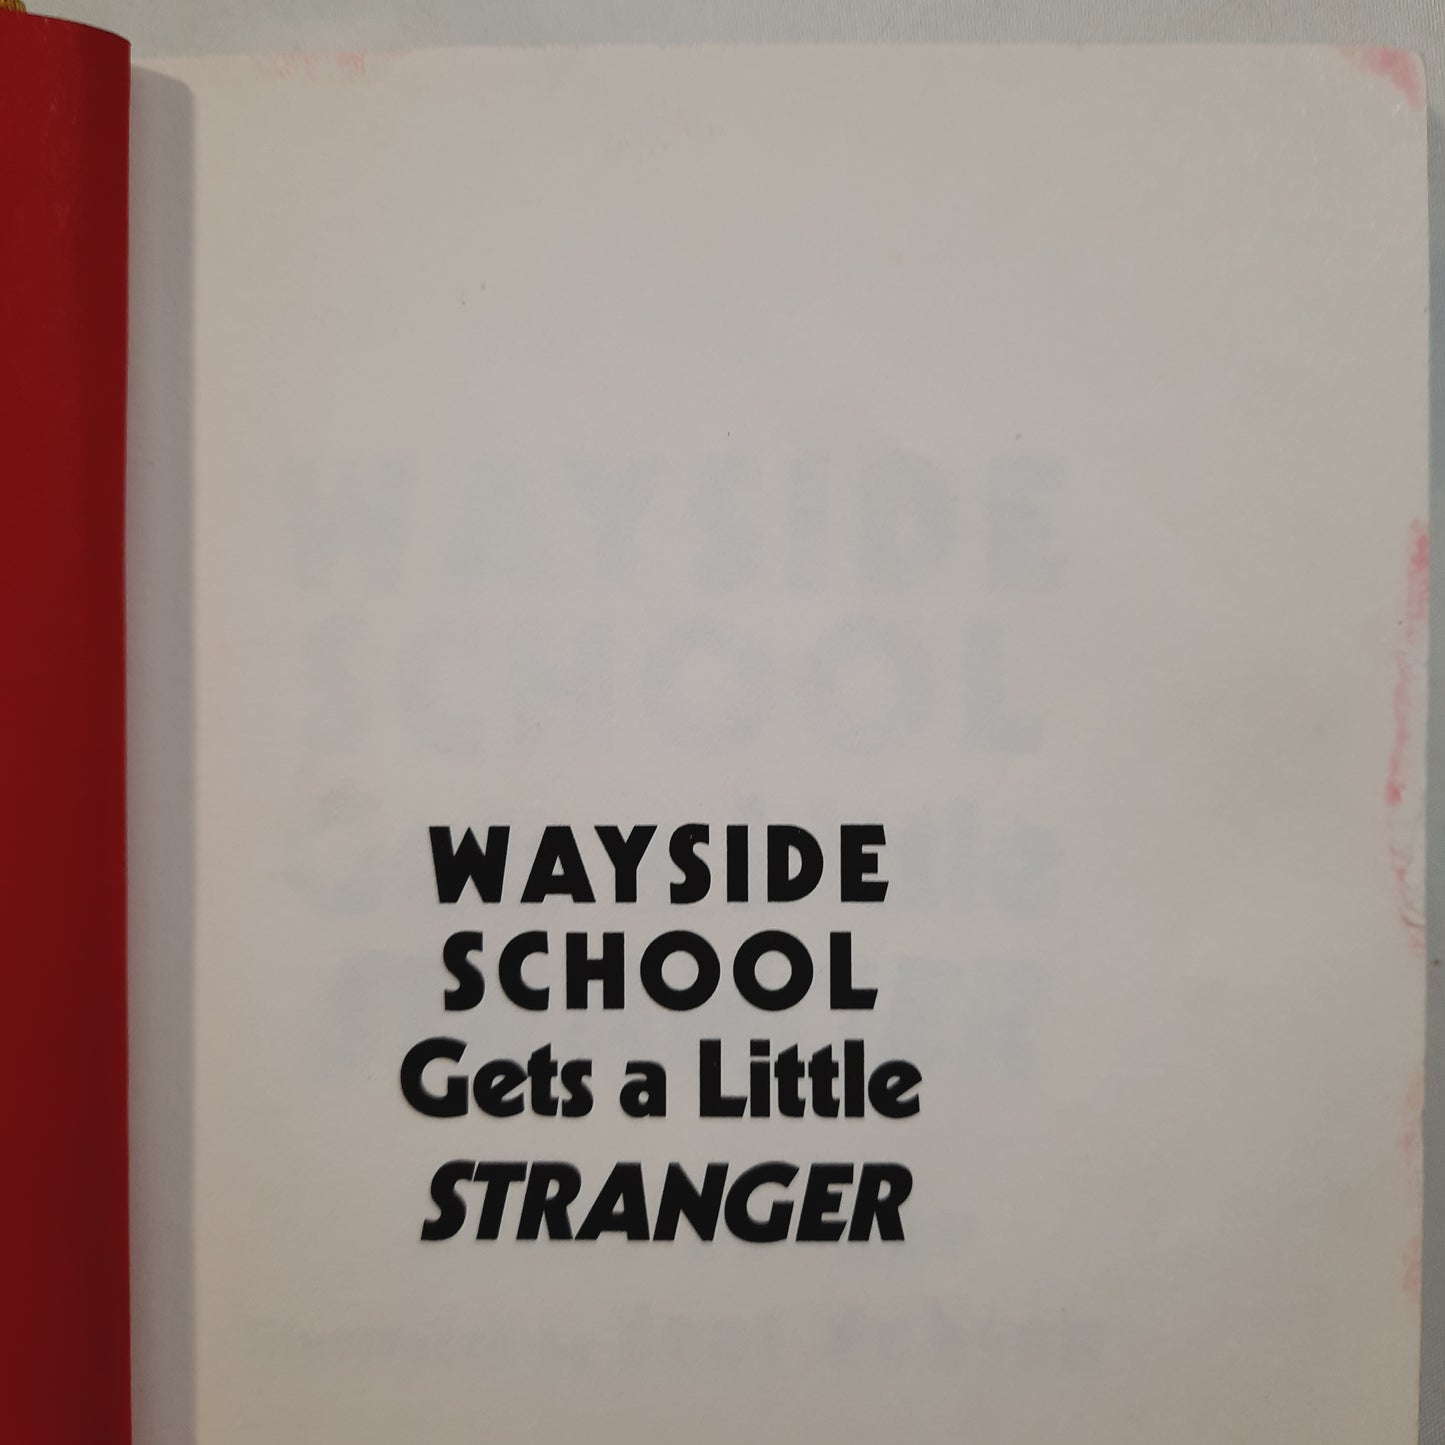 WAYSIDE
SCHOOL
Gets a Little
STRANGER